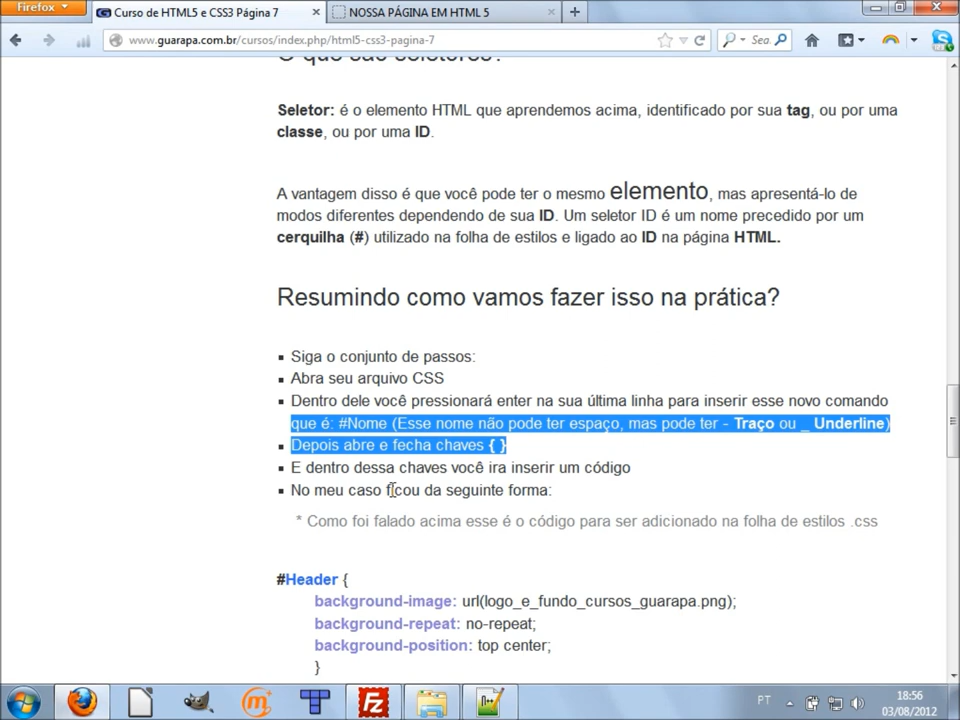 Firefox
Curso de HTML5 e CSS3 Página 7
NOSSA PÁGINA EM HTML 5
www.guarapa.com.br/cursos/index.php/html5-css3-pagina-7
Sea
O que são seletores?
Seletor: é o elemento HTML que aprendemos acima, identificado por sua tag, ou por uma
classe, ou por uma ID.
A vantagem disso é que você pode ter o mesmo elemento, mas apresentá-lo de
modos diferentes dependendo de sua ID. Um seletor ID é um nome precedido por um
cerquilha (#) utilizado na folha de estilos e ligado ao ID na página HTML.
Resumindo como vamos fazer isso na prática?
Siga o conjunto de passos:
Abra seu arquivo CSS
Dentro dele você pressionará enter na sua última linha para inserir esse novo comando
que é: #Nome (Esse nome não pode ter espaço, mas pode ter - Traço ou _ Underline)
Depois abre e fecha chaves { }
E dentro dessa chaves você ira inserir um código
No meu caso ficou da seguinte forma:
* Como foi falado acima esse é o código para ser adicionado na folha de estilos .css
#Header {
background-image: url(logo_e_fundo_cursos_guarapa.png);
background-repeat: no-repeat;
background-position: top center;
}
PT
18:56
03/08/2012